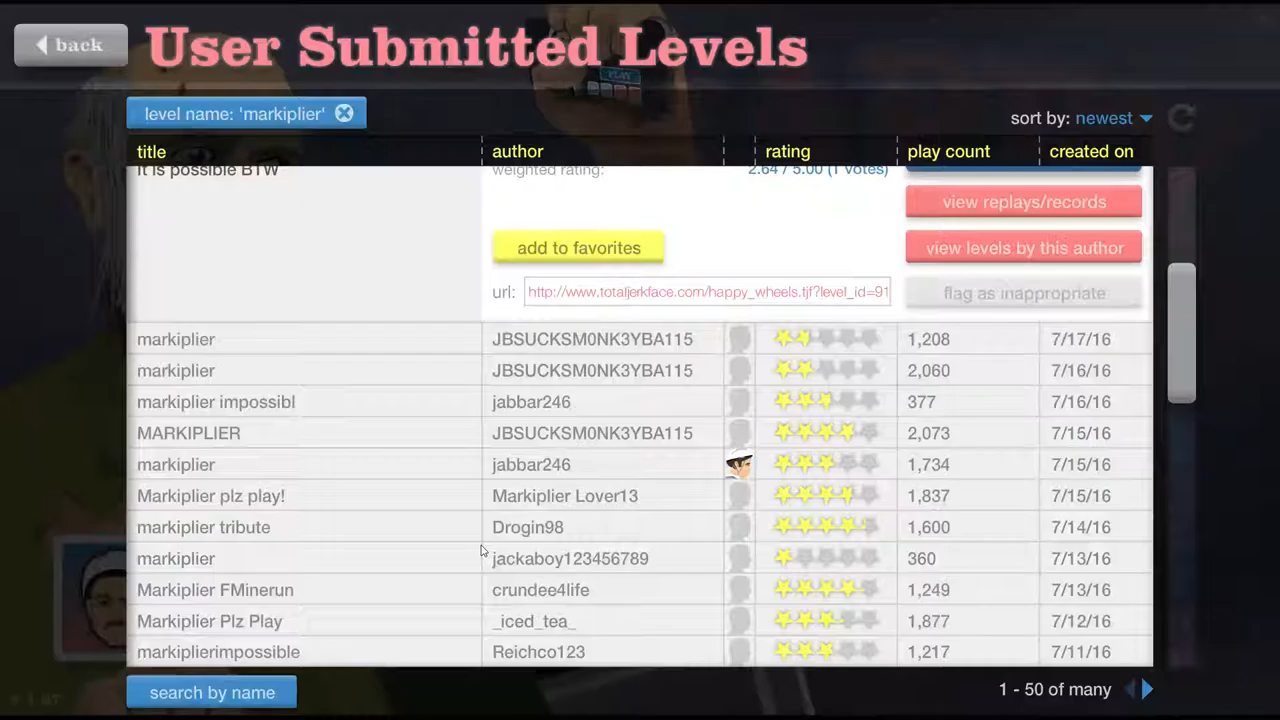 back
User Submitted Levels
level name: 'markiplier'
sort by: newest
title author rating play count created on
It is possible BTW weighted rating: 2.64 / 5.00 (1 votes)
view replays/records
add to favorites view levels by this author
url: http://www.totaljerkface.com/happy_wheels.tjf?level_id=91 flag as inappropriate
markiplier JBSUCKSM0NK3YBA115 1,208 7/17/16
markiplier JBSUCKSM0NK3YBA115 2,060 7/16/16
markiplier impossibl jabbar246 377 7/16/16
MARKIPLIER JBSUCKSM0NK3YBA115 2,073 7/15/16
markiplier jabbar246 1,734 7/15/16
Markiplier plz play! Markiplier Lover13 1,837 7/15/16
markiplier tribute Drogin98 1,600 7/14/16
markiplier jackaboy123456789 360 7/13/16
Markiplier FMinerun crundee4life 1,249 7/13/16
Markiplier Plz Play _iced_tea_ 1,877 7/12/16
markiplierimpossible Reichco123 1,217 7/11/16
search by name 1 - 50 of many